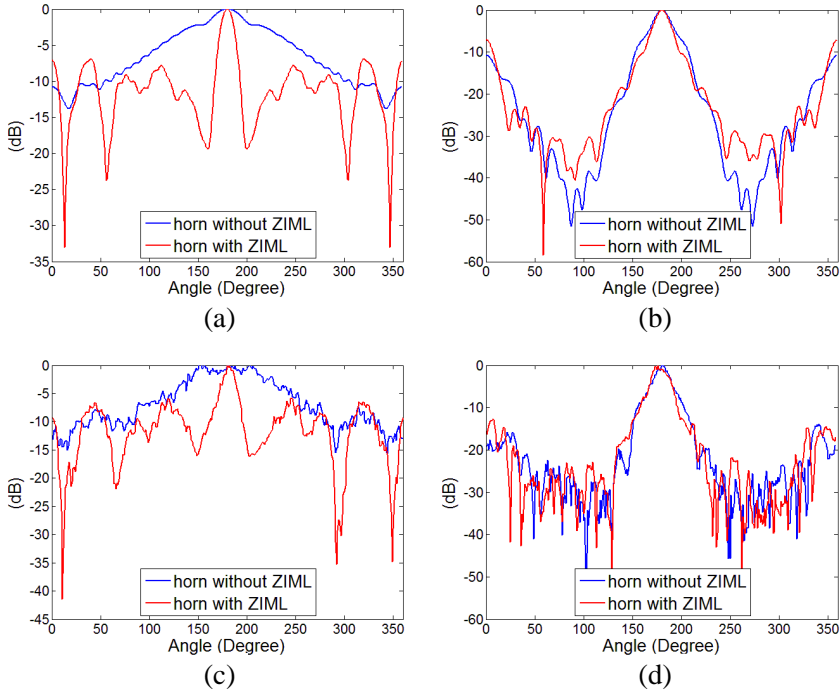 0
-5
-10
-15
-20
-25
-30
-35
(dB)
horn without ZIML
horn with ZIML
0 50 100 150 200 250 300 350
Angle (Degree)
(a)
0
-10
-20
-30
-40
-50
-60
(dB)
horn without ZIML
horn with ZIML
0 50 100 150 200 250 300 350
Angle (Degree)
(b)
0
-5
-10
-15
-20
-25
-30
-35
-40
-45
(dB)
horn without ZIML
horn with ZIML
0 50 100 150 200 250 300 350
Angle (Degree)
(c)
0
-10
-20
-30
-40
-50
-60
(dB)
horn without ZIML
horn with ZIML
0 50 100 150 200 250 300 350
Angle (Degree)
(d)